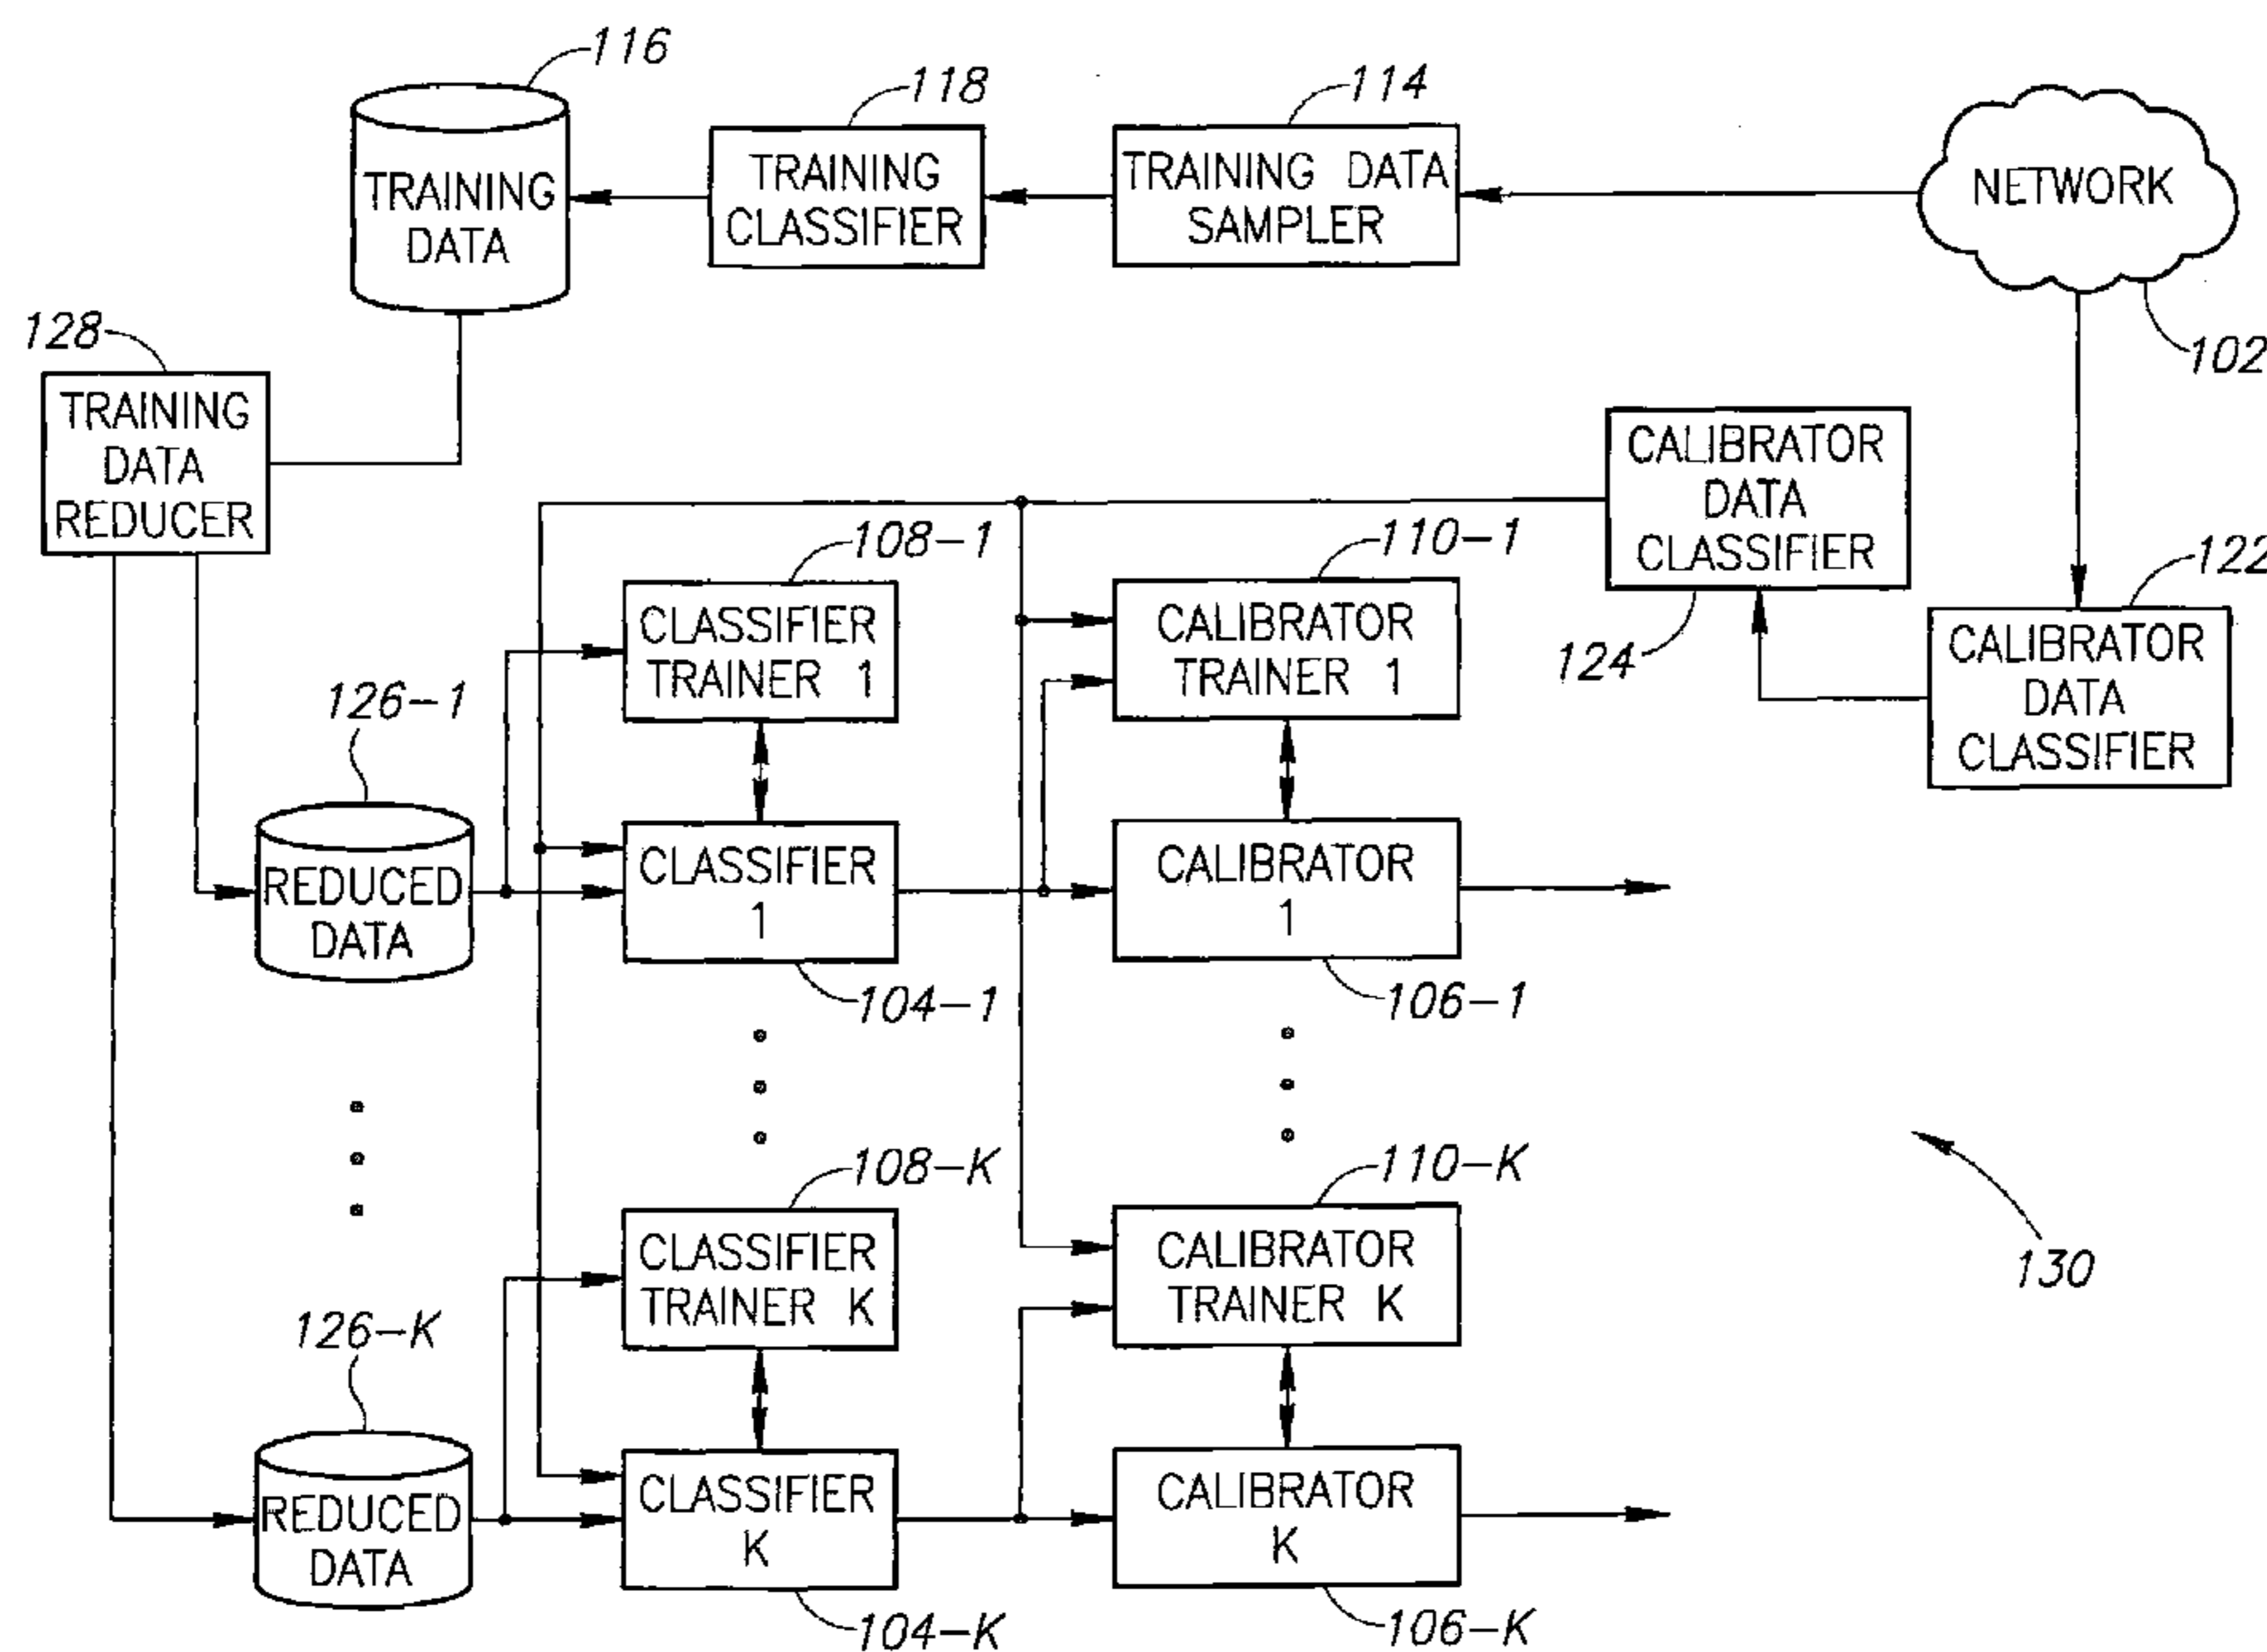 116
118
114
TRAINING
DATA
TRAINING
CLASSIFIER
TRAINING DATA
SAMPLER
NETWORK
102
128
TRAINING
DATA
REDUCER
CALIBRATOR
DATA
CLASSIFIER
124
122
CALIBRATOR
DATA
CLASSIFIER
108-1
CLASSIFIER
TRAINER 1
110-1
CALIBRATOR
TRAINER 1
126-1
REDUCED
DATA
CLASSIFIER
1
104-1
CALIBRATOR
1
106-1
108-K
CLASSIFIER
TRAINER K
110-K
CALIBRATOR
TRAINER K
130
126-K
REDUCED
DATA
CLASSIFIER
K
104-K
CALIBRATOR
K
106-K